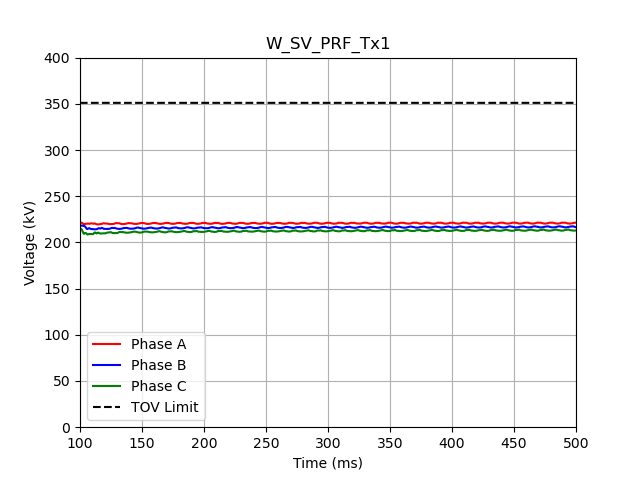 W_SV_PRF_Tx1
400
350
300
250
200
150
100
50
0
Voltage (kV)
Phase A
Phase B
Phase C
TOV Limit
100 150 200 250 300 350 400 450 500
Time (ms)